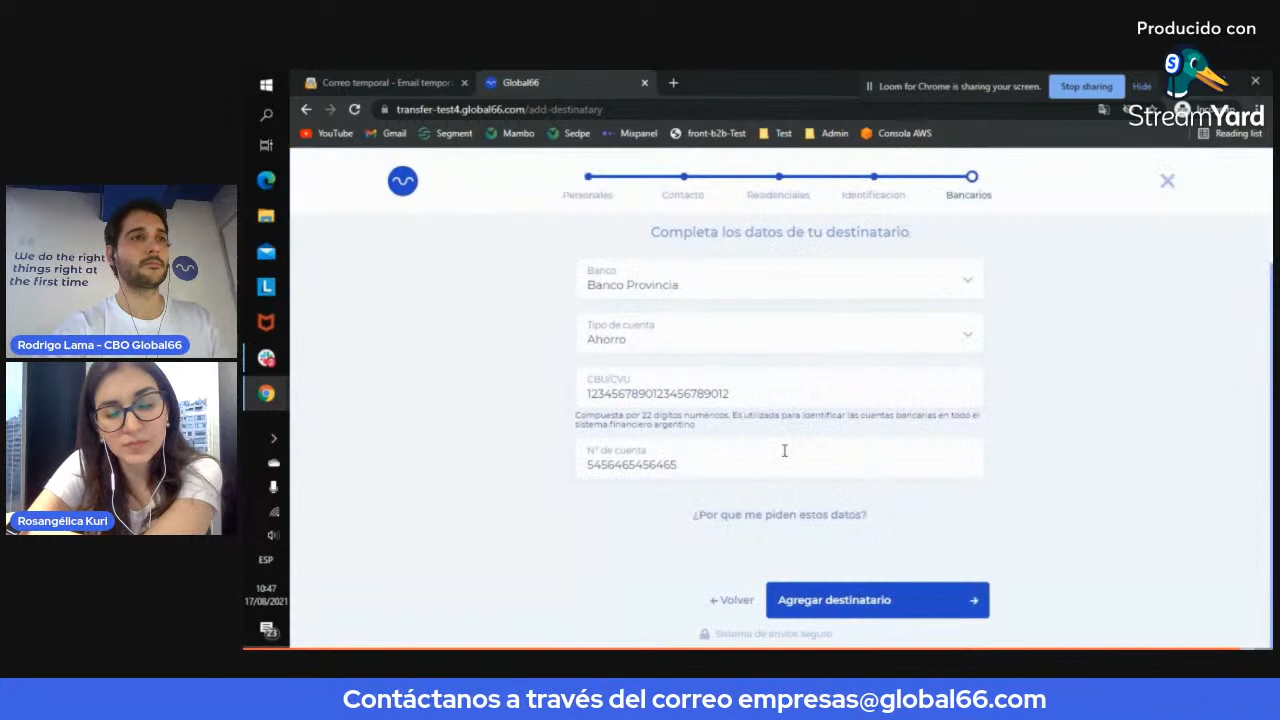 Producido con
StreamYard
Correo temporal - Email tempor
Global66
Loom for Chrome is sharing your screen.
Stop sharing
Hide
transfer-test4.global66.com/add-destinatary
YouTube
Gmail
Segment
Mambo
Sedpe
Mixpanel
front-b2b-Test
Test
Admin
Consola AWS
Reading list
Personales
Contacto
Residenciales
Identificacion
Bancarios
Completa los datos de tu destinatario
Banco
Banco Provincia
Tipo de cuenta
Ahorro
CBU/CVU
1234567890123456789012
Compuesta por 22 dígitos numéricos. Es utilizada para identificar las cuentas bancarias en todo el
sistema financiero argentino
N° de cuenta
5456465456465
¿Por que me piden estos datos?
Volver
Agregar destinatario
Sistema de envíos seguro
We do the right
things right at
the first time
Rodrigo Lama - CBO Global66
Rosangélica Kuri
ESP
10:47
17/08/2021
23
Contáctanos a través del correo empresas@global66.com